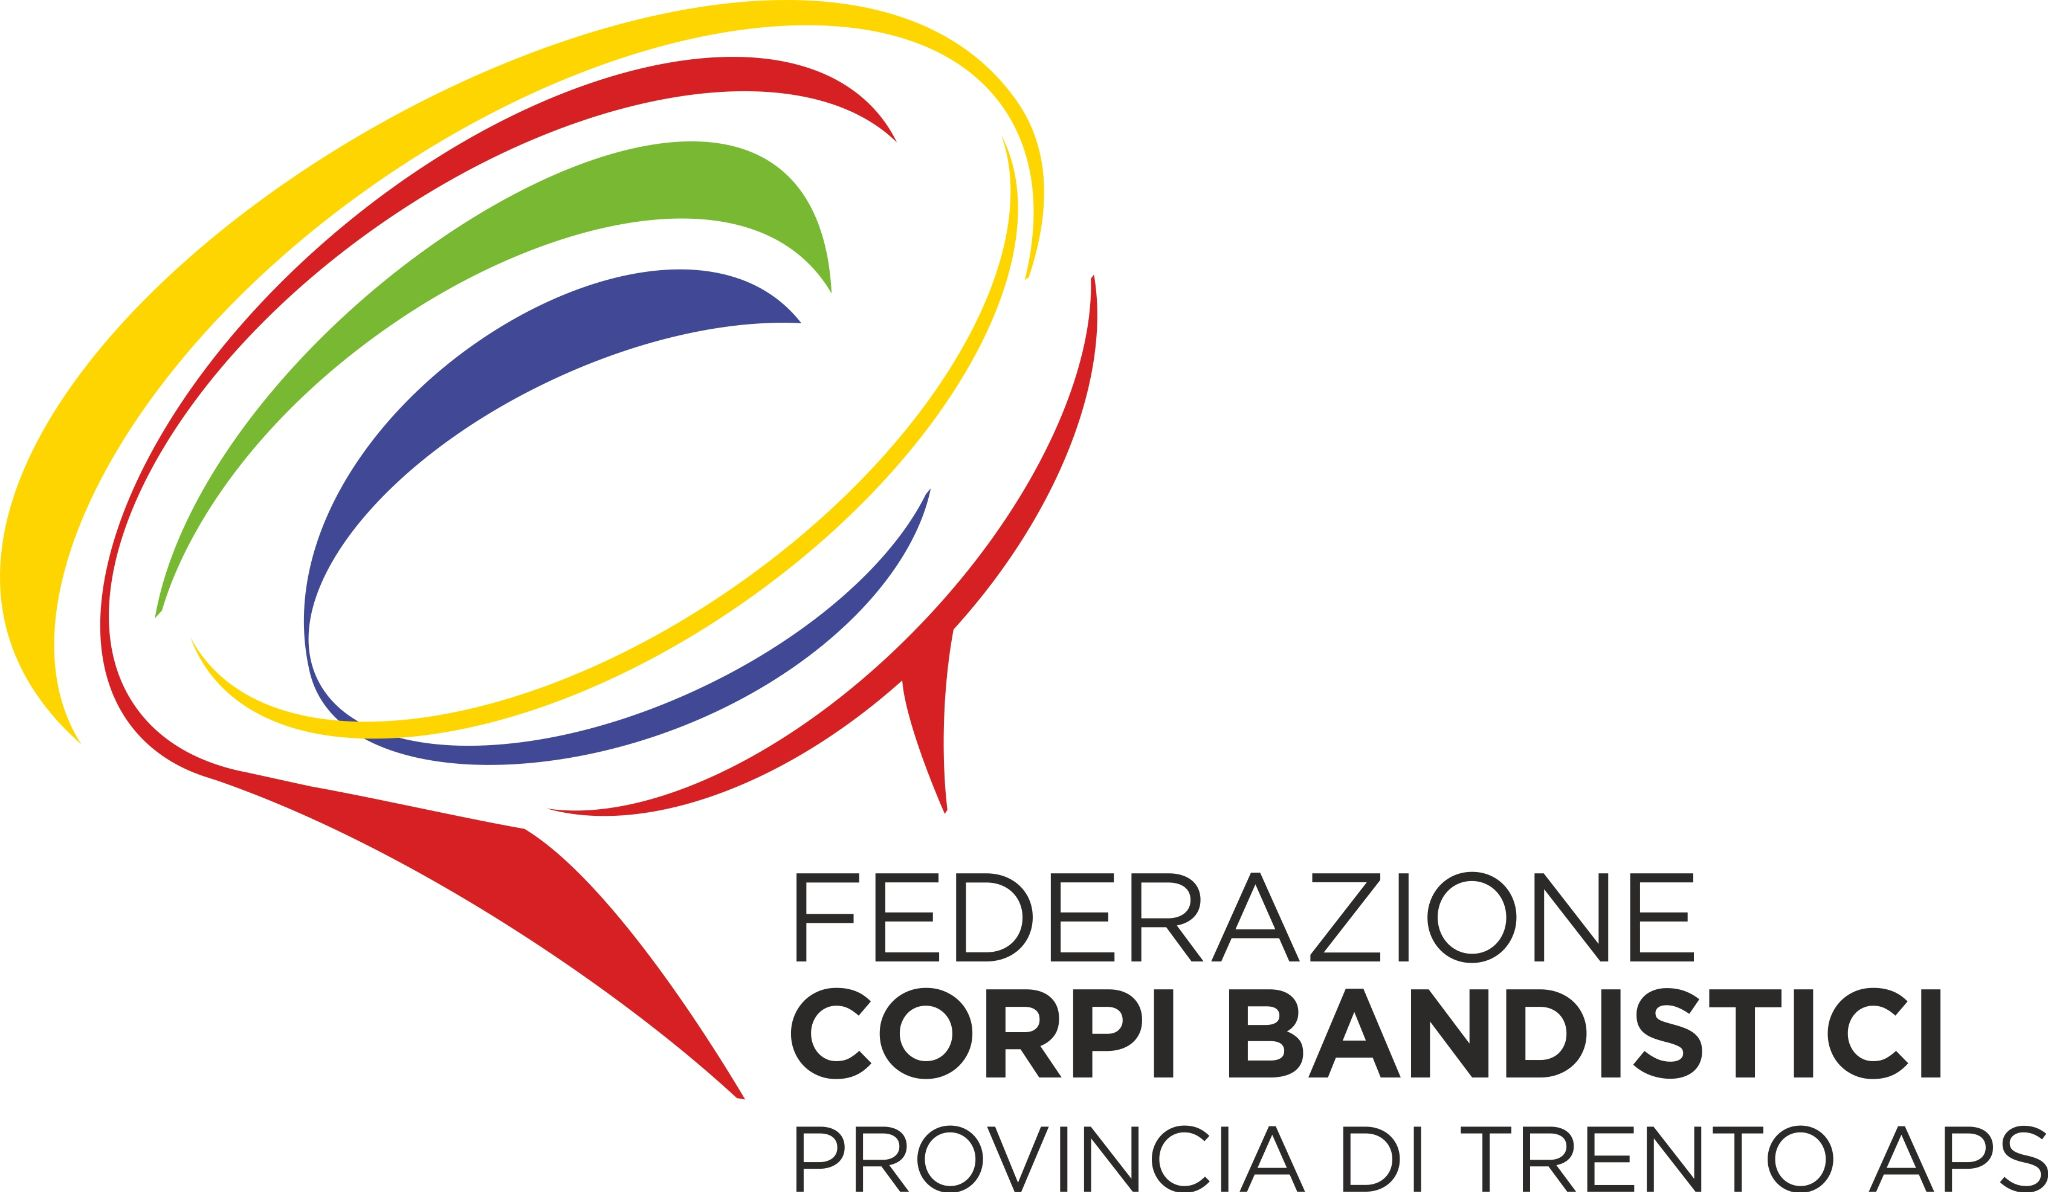 FEDERAZIONE
CORPI BANDISTICI
PROVINCIA DI TRENTO APS